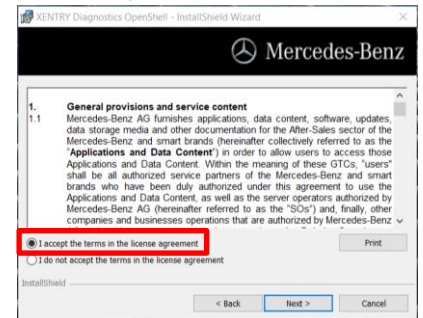 XENTRY Diagnostics OpenShell - InstallShield Wizard
Mercedes-Benz
1. General provisions and service content
1.1 Mercedes-Benz AG furnishes applications, data content, software, updates,
data storage media and other documentation for the After-Sales sector of the
Mercedes-Benz and smart brands (hereinafter collectively referred to as the
"Applications and Data Content") in order to allow users to access those
Applications and Data Content. Within the meaning of these GTCs, "users"
shall be all authorized service partners of the Mercedes-Benz and smart
brands who have been duly authorized under this agreement to use the
Applications and Data Content, as well as the server operators authorized by
Mercedes-Benz AG (hereinafter referred to as the "SOs") and, finally, other
companies and businesses operations that are authorized by Mercedes-Benz
I accept the terms in the license agreement
Print
I do not accept the terms in the license agreement
InstallShield
< Back Next > Cancel